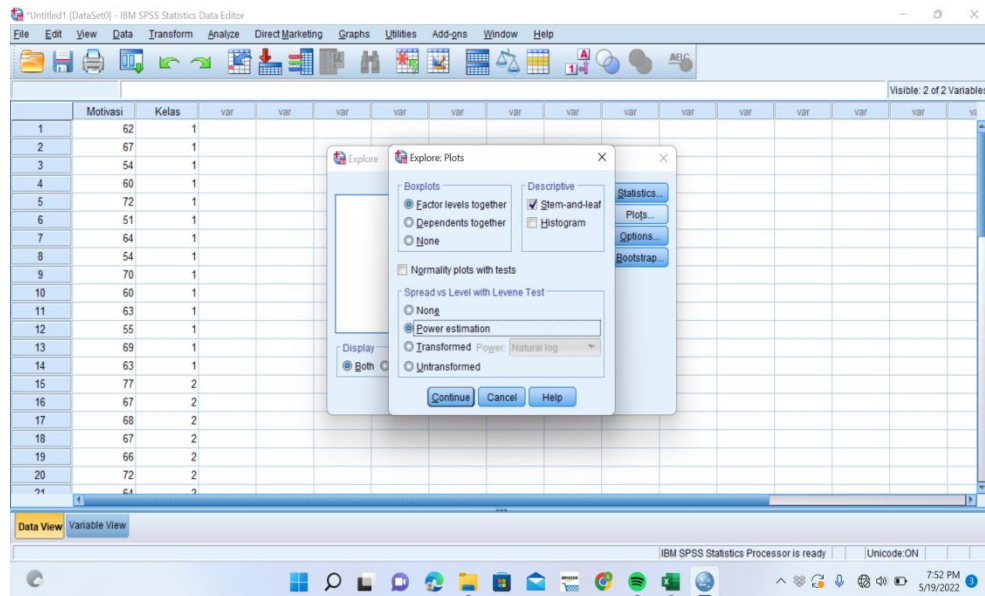 *Untitled1 [DataSet0] - IBM SPSS Statistics Data Editor
File Edit View Data Transform Analyze Direct Marketing Graphs Utilities Add-ons Window Help
Visible: 2 of 2 Variables
Motivasi Kelas var var var var var var var var var var var var
1 62 1
2 67 1
3 54 1
4 60 1
5 72 1
6 51 1
7 64 1
8 54 1
9 70 1
10 60 1
11 63 1
12 55 1
13 69 1
14 63 1
15 77 2
16 67 2
17 68 2
18 67 2
19 66 2
20 72 2
21 64 2
Explore
Statistics...
Plots...
Options...
Bootstrap...
Display
Both
Explore: Plots
Boxplots
Factor levels together
Dependents together
None
Descriptive
Stem-and-leaf
Histogram
Normality plots with tests
Spread vs Level with Levene Test
None
Power estimation
Transformed Power: Natural log
Untransformed
Continue Cancel Help
Data View Variable View
IBM SPSS Statistics Processor is ready Unicode:ON
7:52 PM
5/19/2022
3